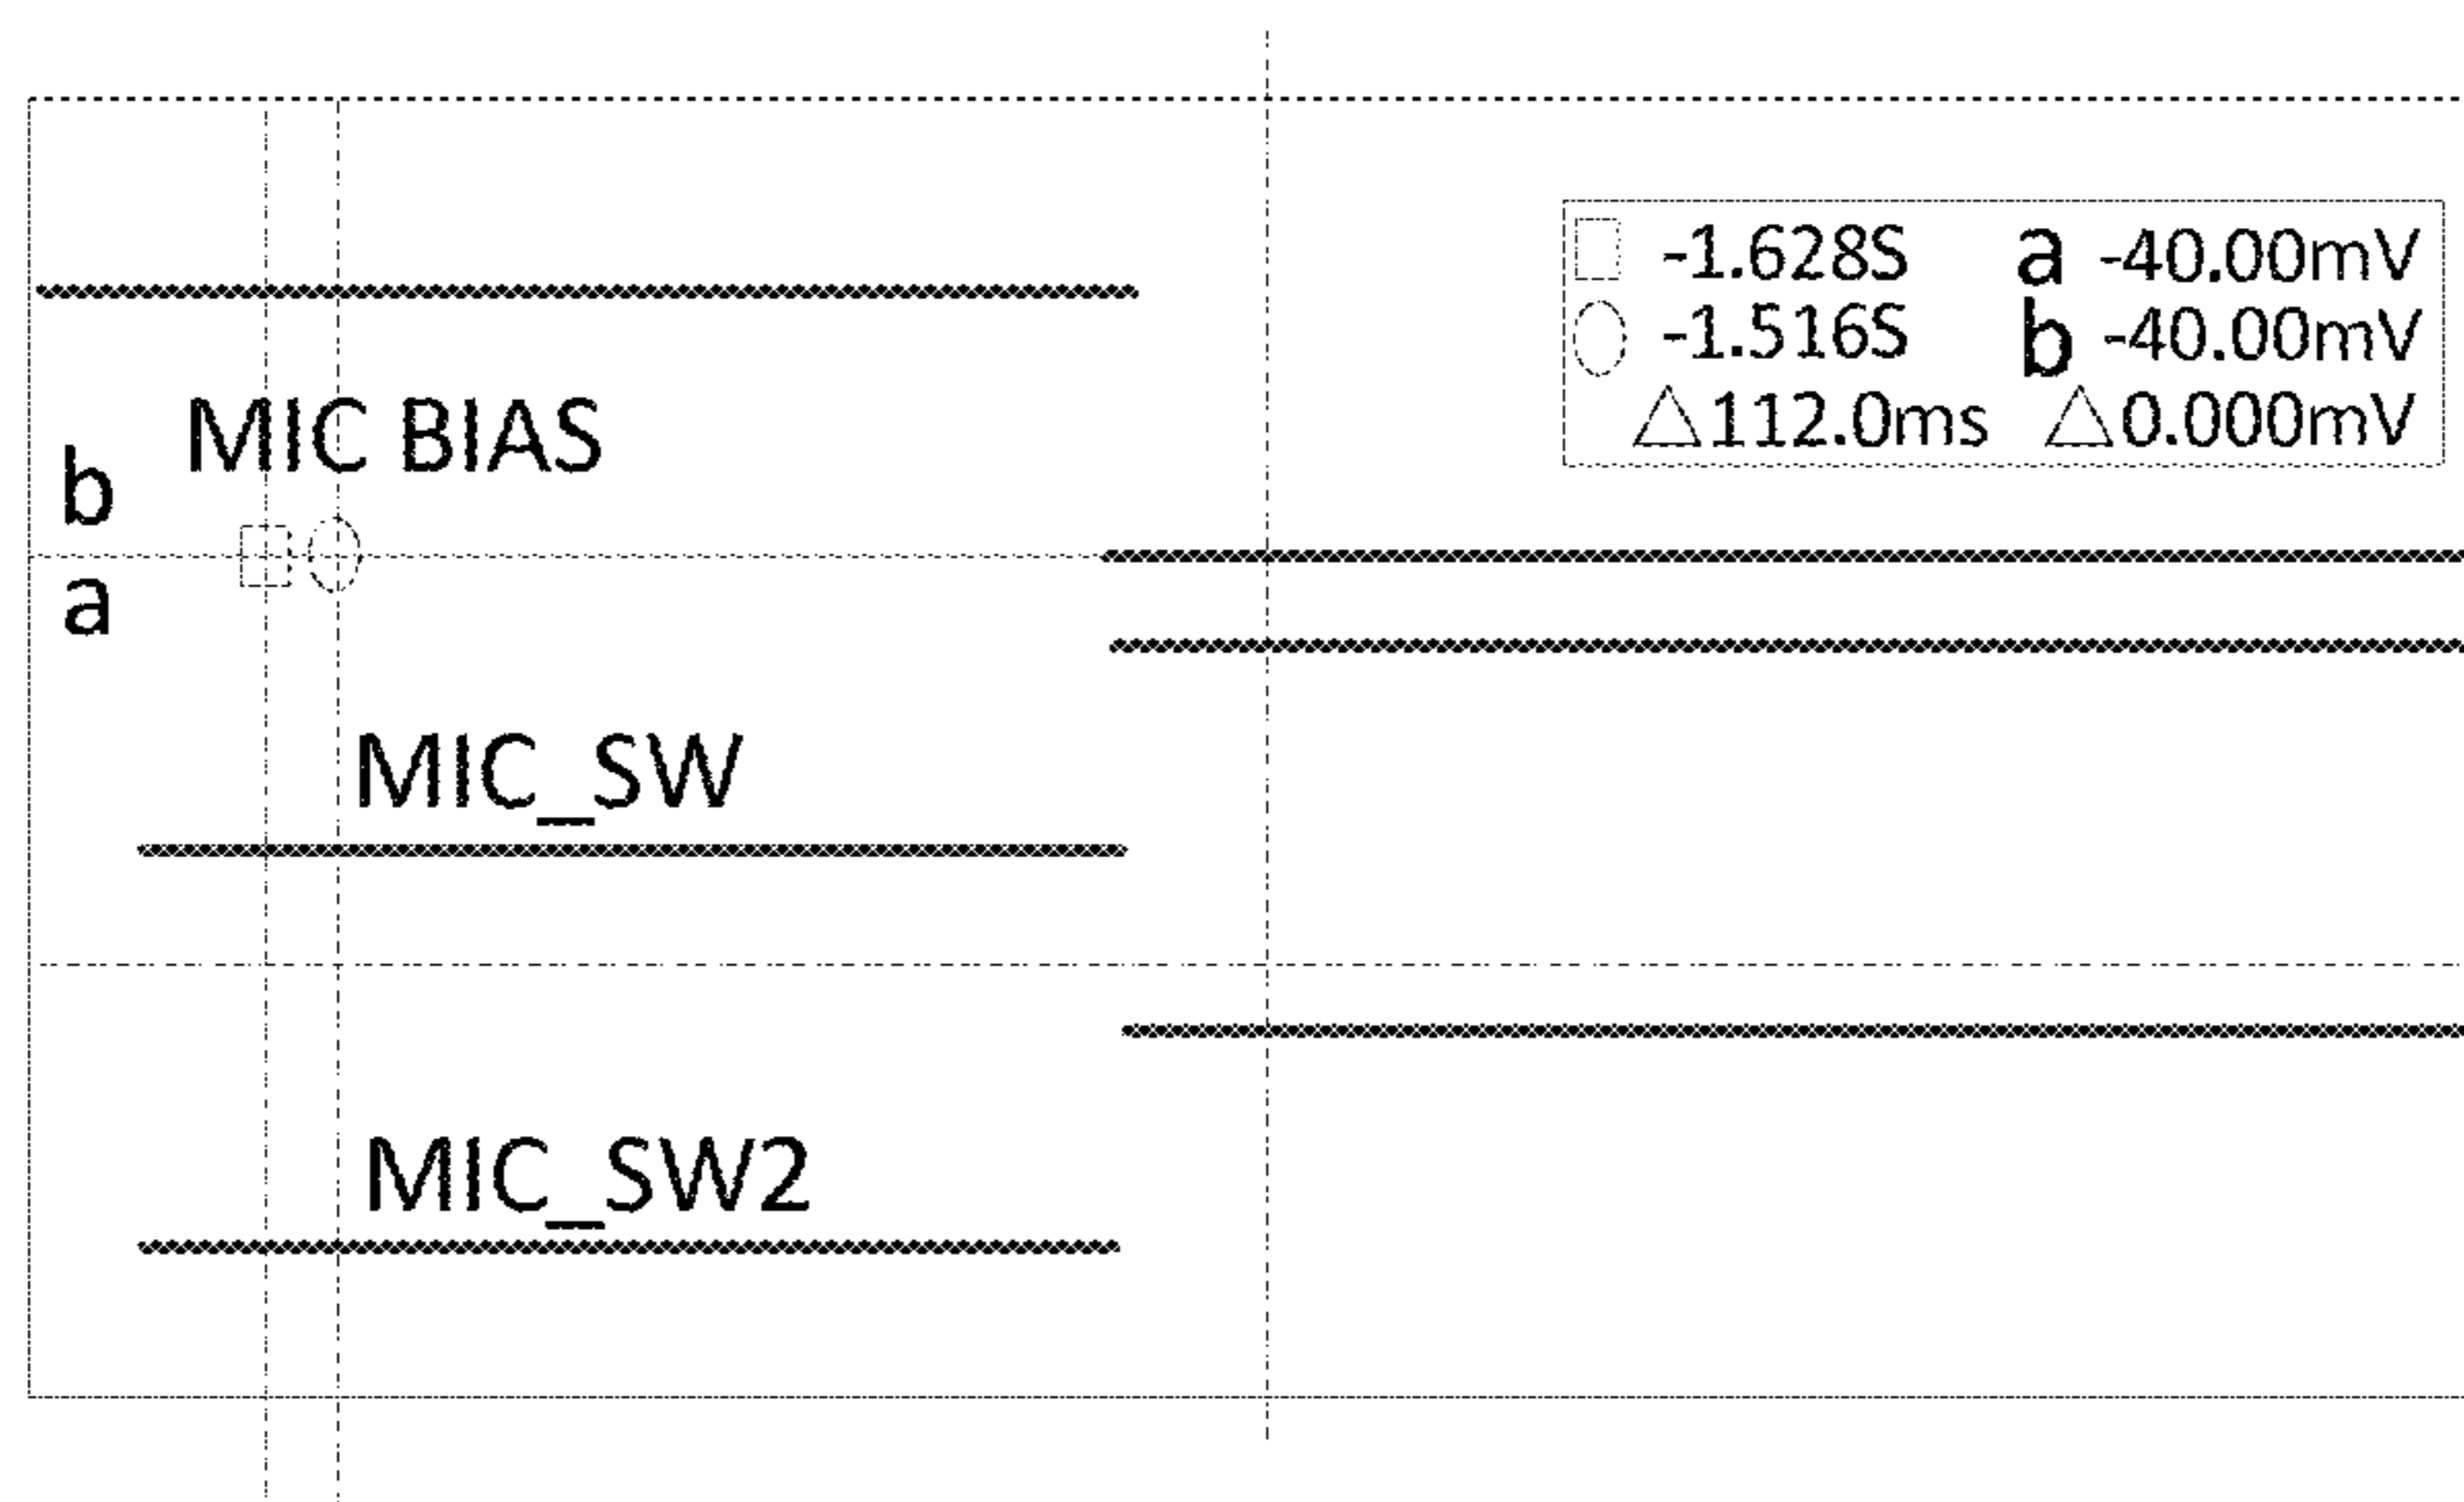 -1.628S a -40.00mV
-1.516S b -40.00mV
△112.0ms △0.000mV
MIC BIAS
b
a
MIC_SW
MIC_SW2